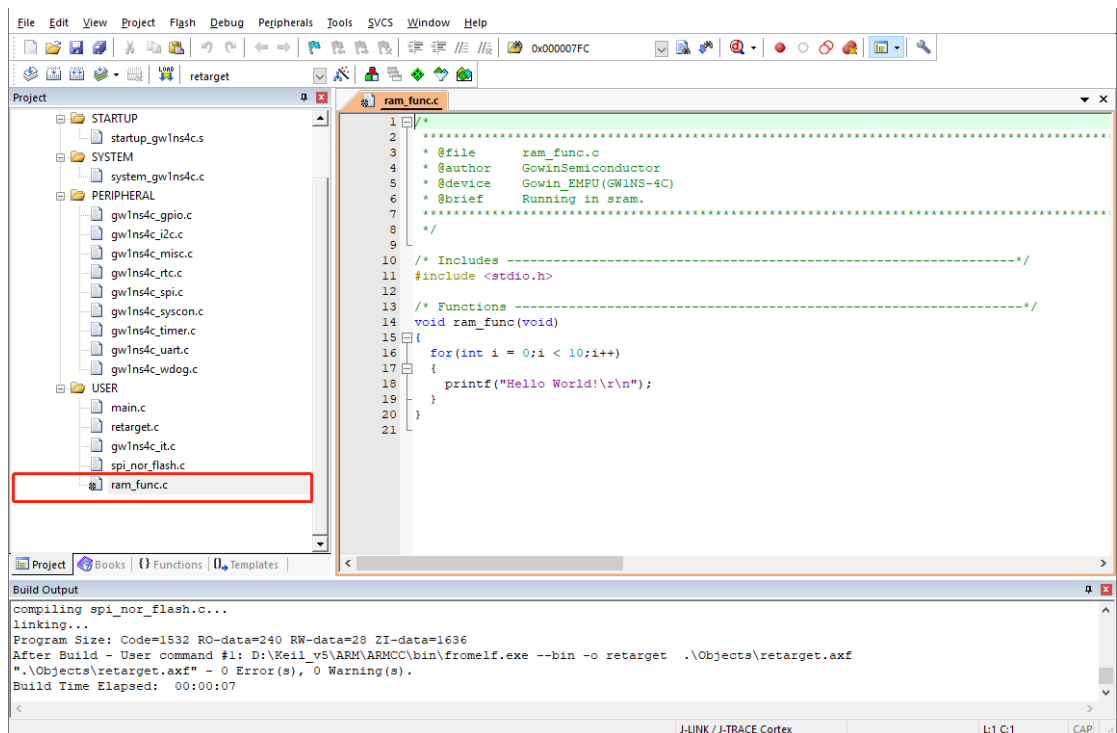 File Edit View Project Flash Debug Peripherals Tools SVCS Window Help
0x000007FC
LOAD retarget
Project
STARTUP
startup_gw1ns4c.s
SYSTEM
system_gw1ns4c.c
PERIPHERAL
gw1ns4c_gpio.c
gw1ns4c_i2c.c
gw1ns4c_misc.c
gw1ns4c_rtc.c
gw1ns4c_spi.c
gw1ns4c_syscon.c
gw1ns4c_timer.c
gw1ns4c_uart.c
gw1ns4c_wdog.c
USER
main.c
retarget.c
gw1ns4c_it.c
spi_nor_flash.c
ram_func.c
Project Books {} Functions 0 Templates
ram_func.c
1 /*
2 ******************************************************************************************
3 * @file ram_func.c
4 * @author GowinSemiconductor
5 * @device Gowin_EMPU(GW1NS-4C)
6 * @brief Running in sram.
7 ******************************************************************************************
8 */
9
10 /* Includes ------------------------------------------------------------------*/
11 #include <stdio.h>
12
13 /* Functions ------------------------------------------------------------------*/
14 void ram_func(void)
15 {
16 for(int i = 0;i < 10;i++)
17 {
18 printf("Hello World!\r\n");
19 }
20 }
21
Build Output
compiling spi_nor_flash.c...
linking...
Program Size: Code=1532 RO-data=240 RW-data=28 ZI-data=1636
After Build - User command #1: D:\Keil_v5\ARM\ARMCC\bin\fromelf.exe --bin -o retarget .\Objects\retarget.axf
".\Objects\retarget.axf" - 0 Error(s), 0 Warning(s).
Build Time Elapsed: 00:00:07
J-LINK / J-TRACE Cortex L:1 C:1 CAP